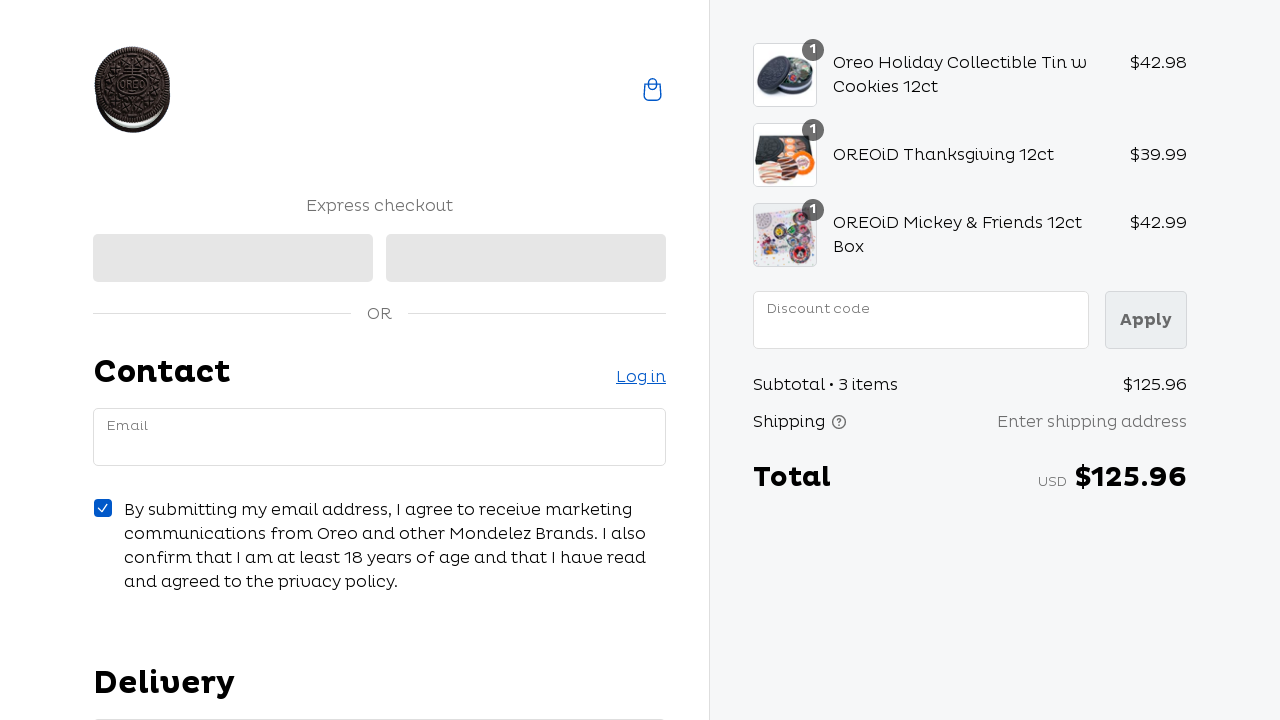 OREO
Express checkout
OR
Contact
Log in
Email
By submitting my email address, I agree to receive marketing
communications from Oreo and other Mondelez Brands. I also
confirm that I am at least 18 years of age and that I have read
and agreed to the privacy policy.
Delivery
1
Oreo Holiday Collectible Tin w
Cookies 12ct
$42.98
1
OREOiD Thanksgiving 12ct
$39.99
1
OREOiD Mickey & Friends 12ct
Box
$42.99
Discount code
Apply
Subtotal • 3 items
$125.96
Shipping
Enter shipping address
Total
USD $125.96